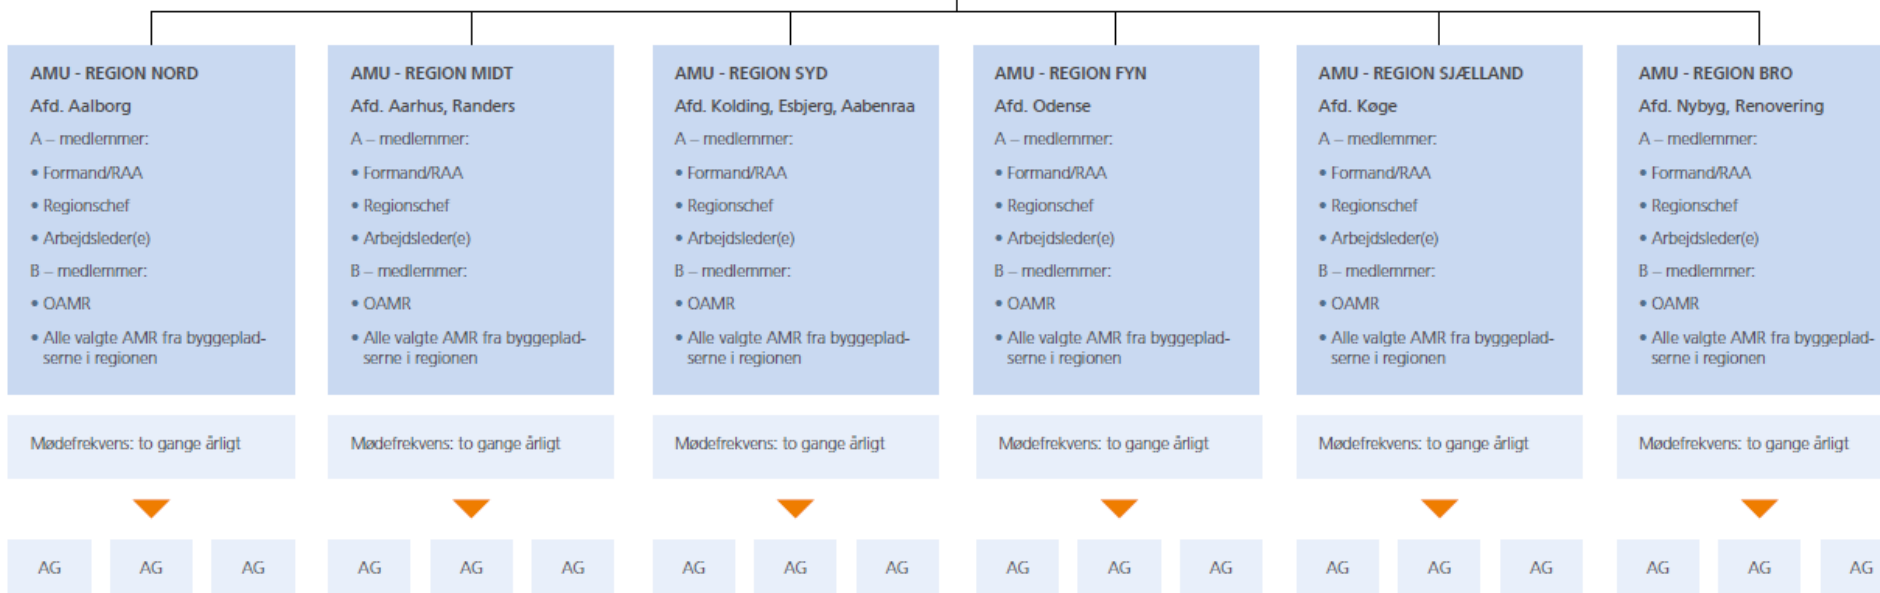 AMU - REGION NORD
Afd. Aalborg
A – medlemmer:
• Formand/RAA
• Regionschef
• Arbejdsleder(e)
B – medlemmer:
• OAMR
• Alle valgte AMR fra byggeplad-
serne i regionen
Mødefrekvens: to gange årligt
AG AG AG
AMU - REGION MIDT
Afd. Aarhus, Randers
A – medlemmer:
• Formand/RAA
• Regionschef
• Arbejdsleder(e)
B – medlemmer:
• OAMR
• Alle valgte AMR fra byggeplad-
serne i regionen
Mødefrekvens: to gange årligt
AG AG AG
AMU - REGION SYD
Afd. Kolding, Esbjerg, Aabenraa
A – medlemmer:
• Formand/RAA
• Regionschef
• Arbejdsleder(e)
B – medlemmer:
• OAMR
• Alle valgte AMR fra byggeplad-
serne i regionen
Mødefrekvens: to gange årligt
AG AG AG
AMU - REGION FYN
Afd. Odense
A – medlemmer:
• Formand/RAA
• Regionschef
• Arbejdsleder(e)
B – medlemmer:
• OAMR
• Alle valgte AMR fra byggeplad-
serne i regionen
Mødefrekvens: to gange årligt
AG AG AG
AMU - REGION SJÆLLAND
Afd. Køge
A – medlemmer:
• Formand/RAA
• Regionschef
• Arbejdsleder(e)
B – medlemmer:
• OAMR
• Alle valgte AMR fra byggeplad-
serne i regionen
Mødefrekvens: to gange årligt
AG AG AG
AMU - REGION BRO
Afd. Nybyg, Renovering
A – medlemmer:
• Formand/RAA
• Regionschef
• Arbejdsleder(e)
B – medlemmer:
• OAMR
• Alle valgte AMR fra byggeplad-
serne i regionen
Mødefrekvens: to gange årligt
AG AG AG